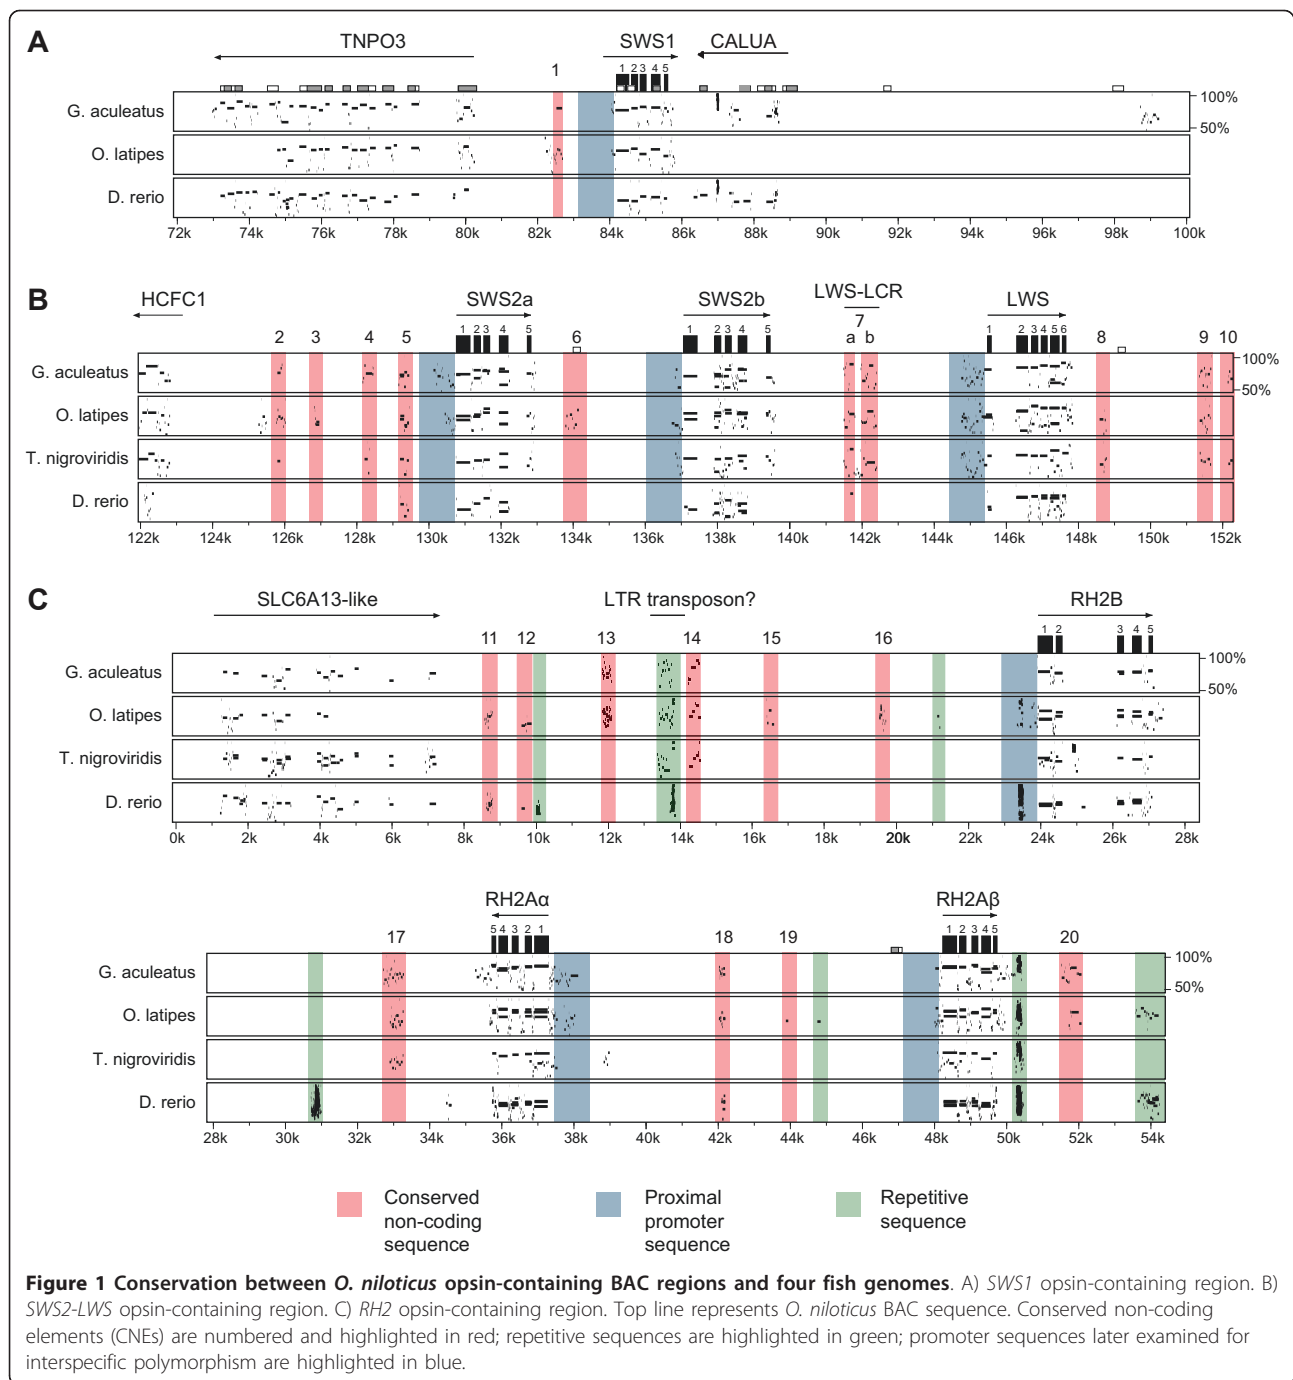 A
TNPO3
SWS1
CALUA
1
1 2 3 4 5
G. aculeatus
100%
50%
O. latipes
D. rerio
72k 74k 76k 78k 80k 82k 84k 86k 88k 90k 92k 94k 96k 98k 100k
B
HCFC1
SWS2a
SWS2b
LWS-LCR
LWS
2 3 4 5 6 7 8 9 10
a b
1 2 3 4 5
1 2 3 4 5
1 2 3 4 5 6
G. aculeatus
100%
50%
O. latipes
T. nigroviridis
D. rerio
122k 124k 126k 128k 130k 132k 134k 136k 138k 140k 142k 144k 146k 148k 150k 152k
C
SLC6A13-like
LTR transposon?
RH2B
11 12 13 14 15 16
1 2 3 4 5
G. aculeatus
100%
50%
O. latipes
T. nigroviridis
D. rerio
0k 2k 4k 6k 8k 10k 12k 14k 16k 18k 20k 22k 24k 26k 28k
RH2Aα
RH2Aβ
17 18 19 20
5 4 3 2 1
1 2 3 4 5
G. aculeatus
100%
50%
O. latipes
T. nigroviridis
D. rerio
28k 30k 32k 34k 36k 38k 40k 42k 44k 46k 48k 50k 52k 54k
Conserved
non-coding
sequence
Proximal
promoter
sequence
Repetitive
sequence
Figure 1 Conservation between O. niloticus opsin-containing BAC regions and four fish genomes. A) SWS1 opsin-containing region. B)
SWS2-LWS opsin-containing region. C) RH2 opsin-containing region. Top line represents O. niloticus BAC sequence. Conserved non-coding
elements (CNEs) are numbered and highlighted in red; repetitive sequences are highlighted in green; promoter sequences later examined for
interspecific polymorphism are highlighted in blue.